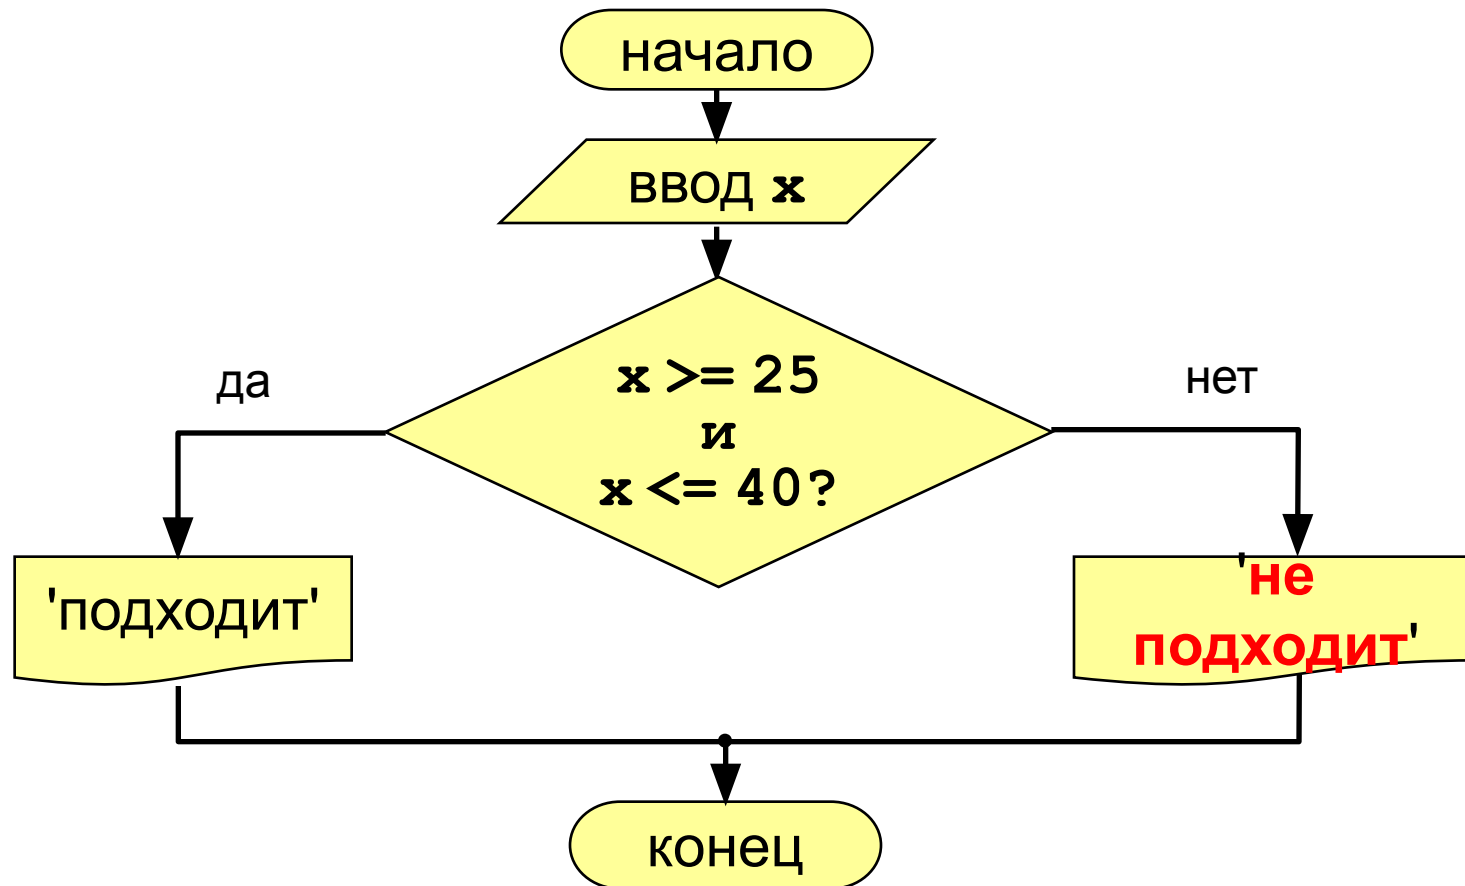 начало
ввод x
x >= 25
и
x <= 40?
да
нет
'подходит'
'не
подходит'
конец